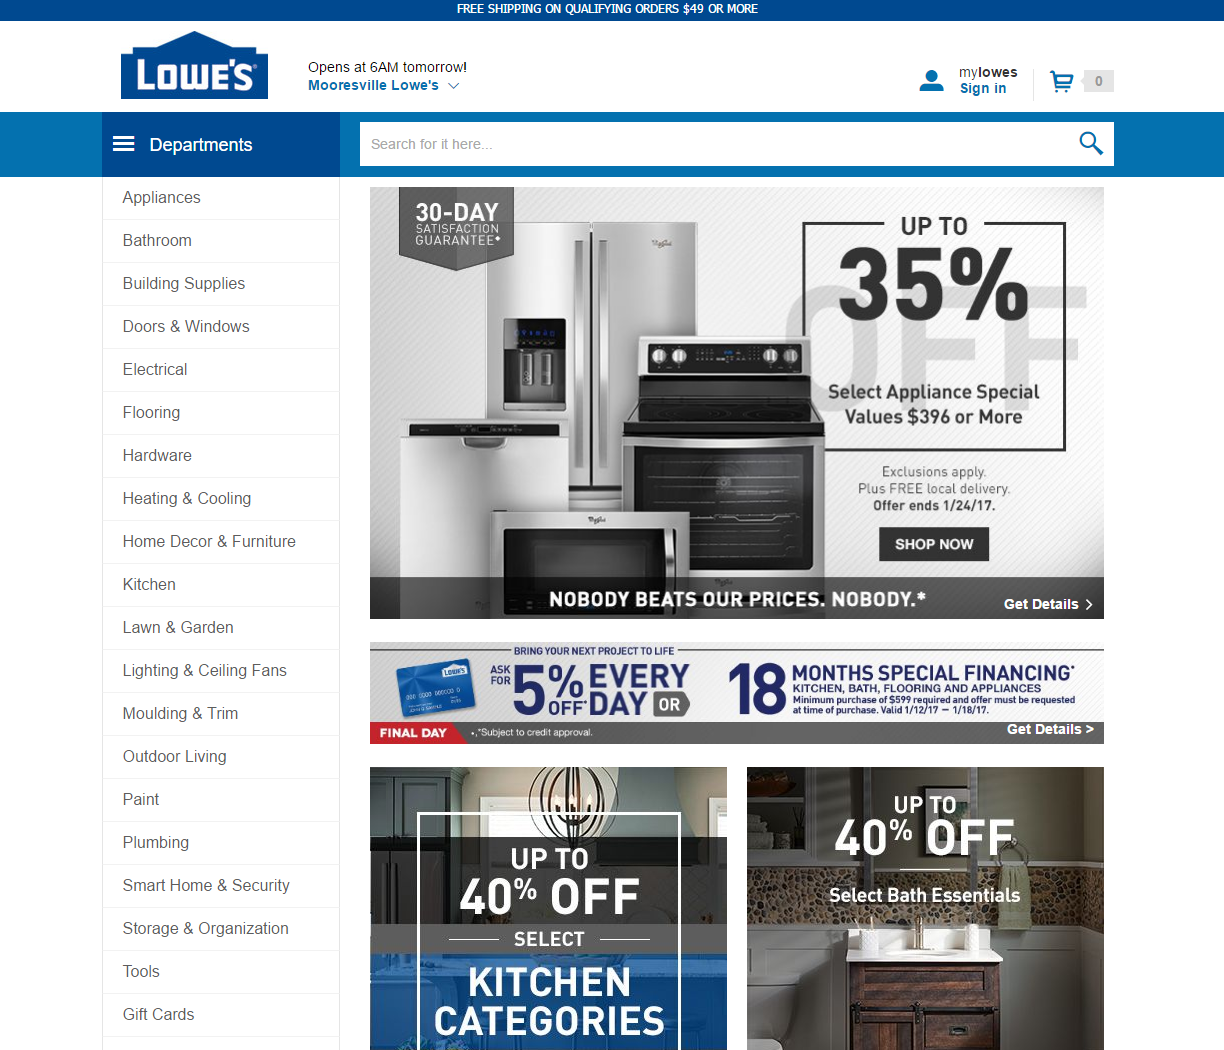 FREE SHIPPING ON QUALIFYING ORDERS $49 OR MORE
LOWE'S®
Opens at 6AM tomorrow!
Mooresville Lowe's
mylowes
Sign in
0
Departments
Search for it here...
Appliances
Bathroom
Building Supplies
Doors & Windows
Electrical
Flooring
Hardware
Heating & Cooling
Home Decor & Furniture
Kitchen
Lawn & Garden
Lighting & Ceiling Fans
Moulding & Trim
Outdoor Living
Paint
Plumbing
Smart Home & Security
Storage & Organization
Tools
Gift Cards
30-DAY
SATISFACTION
GUARANTEE*
Whirlpool
UP TO
35%
OFF
Select Appliance Special
Values $396 or More
Exclusions apply.
Plus FREE local delivery.
Offer ends 1/24/17.
SHOP NOW
Whirlpool
NOBODY BEATS OUR PRICES. NOBODY.*
Get Details
BRING YOUR NEXT PROJECT TO LIFE
LOWE'S
ASK
FOR
5%
OFF*
EVERY
DAY
OR
18
MONTHS SPECIAL FINANCING*
KITCHEN, BATH, FLOORING AND APPLIANCES
Minimum purchase of $599 required and offer must be requested
at time of purchase. Valid 1/12/17 – 1/18/17.
FINAL DAY
•,*Subject to credit approval.
Get Details >
UP TO
40% OFF
SELECT
KITCHEN
CATEGORIES
UP TO
40% OFF
Select Bath Essentials